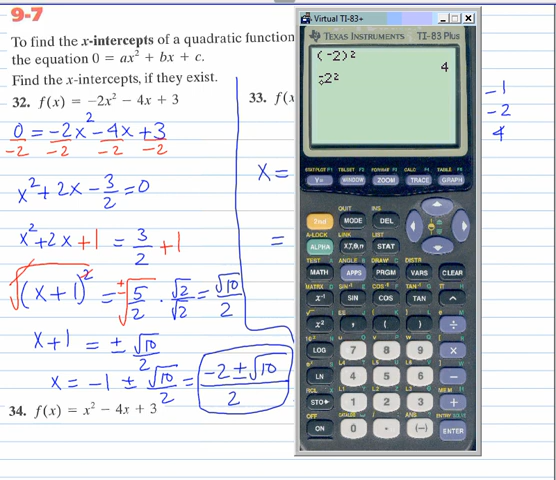 9-7
To find the x-intercepts of a quadratic function
the equation 0 = ax² + bx + c.
Find the x-intercepts, if they exist.
32. f(x) = −2x² − 4x + 3
33. f(x
0 = -2x² - 4x + 3
-2 -2 -2 -2
x² + 2x - 3/2 = 0
x² + 2x + 1 = 3/2 + 1
√(x+1)² = ±√5/2 · √2/√2 = √10/2
x + 1 = ± √10/2
x = -1 ± √10/2 = -2 ± √10/2
34. f(x) = x² − 4x + 3
x =
=
-1
-2
4
Virtual TI-83+
TEXAS INSTRUMENTS TI-83 Plus
(-2)²
4
-2²
STATPLOT F1 TBLSET F2 FORMAT F3 CALC F4 TABLE F5
Y= WINDOW ZOOM TRACE GRAPH
QUIT INS
2nd MODE DEL
A-LOCK LINK LIST
ALPHA X,T,θ,n STAT
TEST A ANGLE B DRAW C DISTR
MATH APPS PRGM VARS CLEAR
MATRIX D SIN⁻¹ E COS⁻¹ F TAN⁻¹ G π H
x⁻¹ SIN COS TAN ^
x² , ( ) ÷
LOG 7 8 9 ×
LN 4 5 6 −
RCL X L1 Y L2 Z L3 MEM
STO▸ 1 2 3 +
OFF CATALOG i ANS ENTRY SOLVE
ON 0 . (−) ENTER